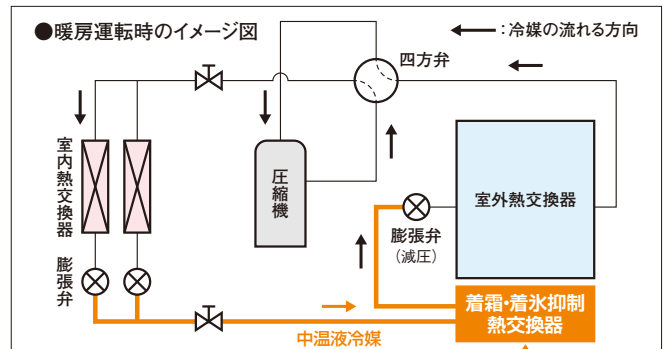 ●暖房運転時のイメージ図
：冷媒の流れる方向
四方弁
室内熱交換器
圧縮機
室外熱交換器
膨張弁
（減圧）
膨張弁
着霜・着氷抑制
熱交換器
中温液冷媒